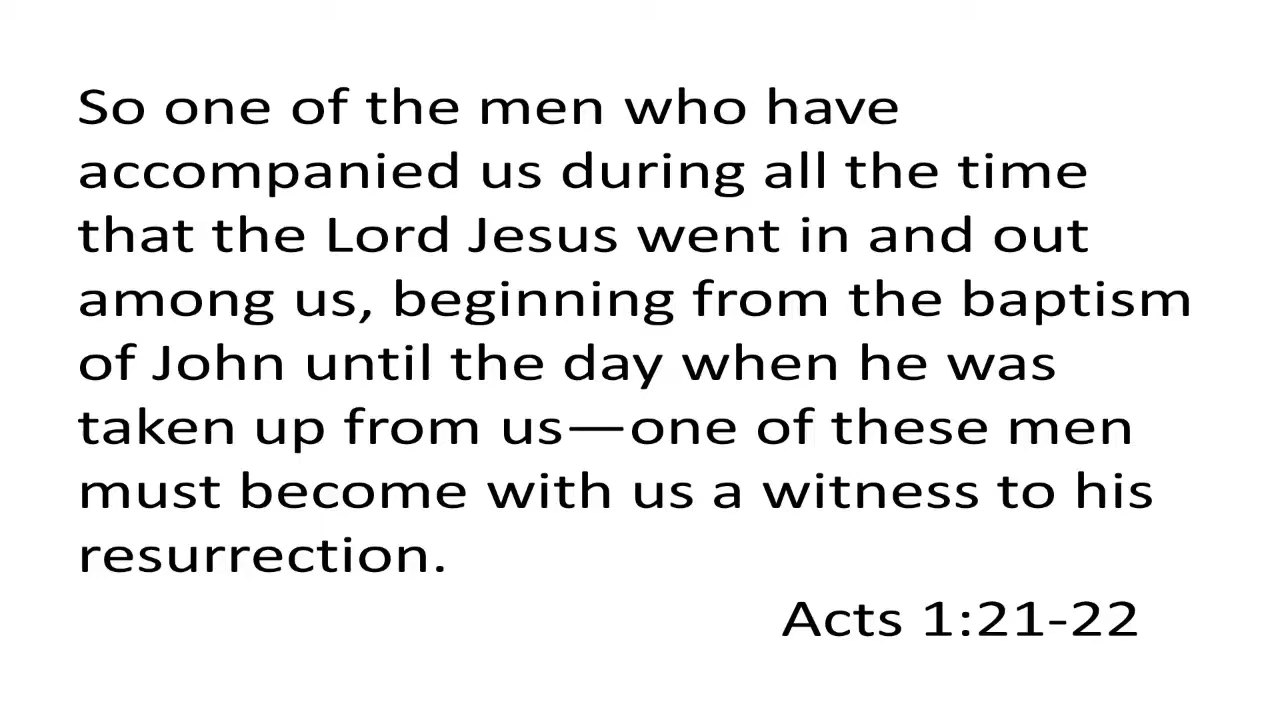 So one of the men who have
accompanied us during all the time
that the Lord Jesus went in and out
among us, beginning from the baptism
of John until the day when he was
taken up from us—one of these men
must become with us a witness to his
resurrection.
Acts 1:21-22